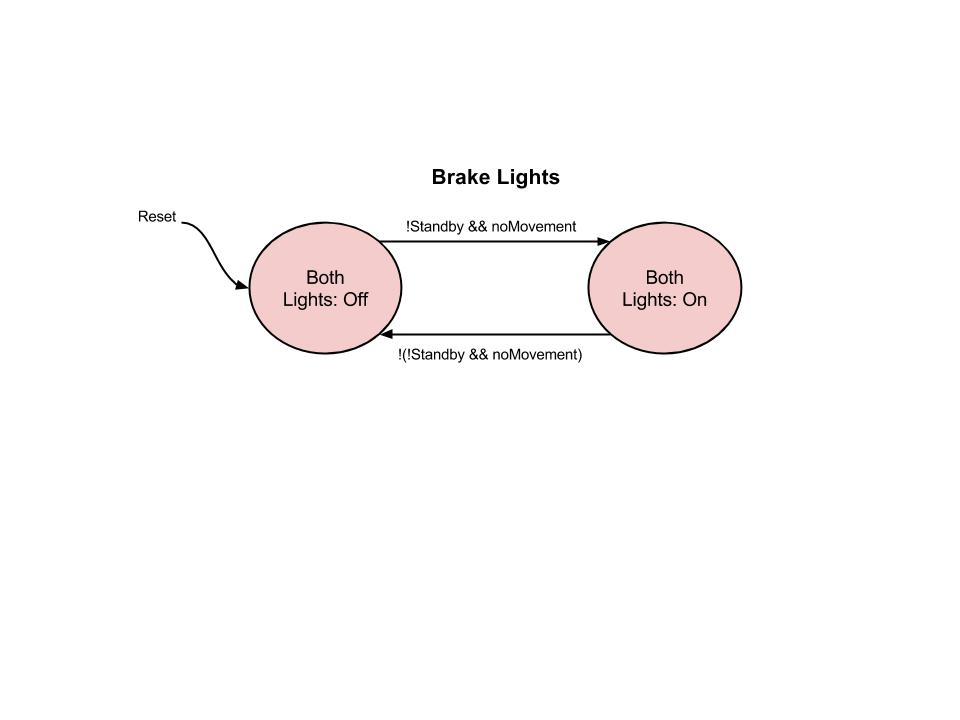 Brake Lights
Reset
!Standby && noMovement
Both
Lights: Off
Both
Lights: On
!(!Standby && noMovement)